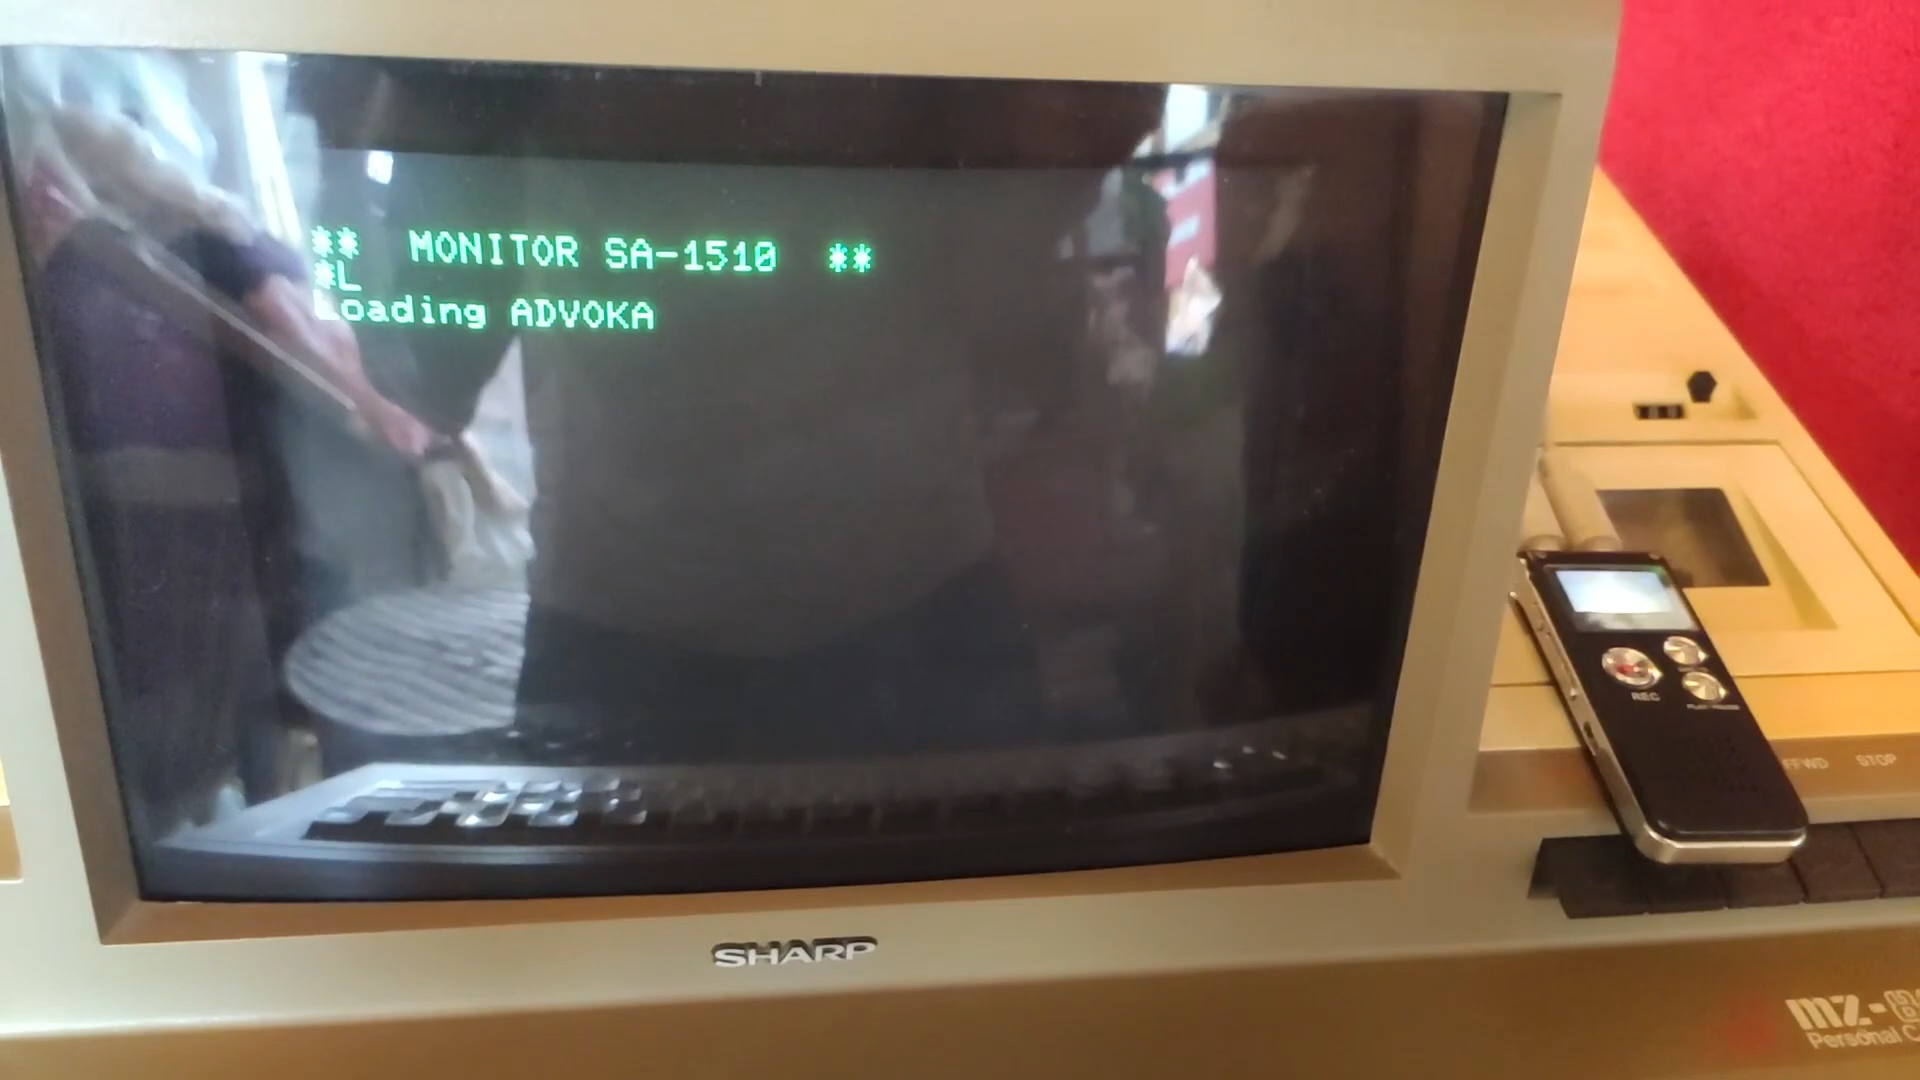 ** MONITOR SA-1510 **
*L
Loading ADVOKA
REC
FFWD STOP
SHARP
MZ-
Personal